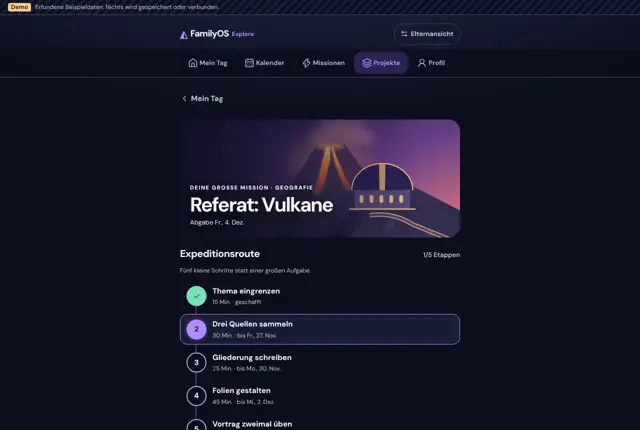 Demo Erfundene Beispieldaten. Nichts wird gespeichert oder verbunden.
FamilyOS Explore
Elternansicht
Mein Tag Kalender Missionen Projekte Profil
Mein Tag
DEINE GROSSE MISSION · GEOGRAFIE
Referat: Vulkane
Abgabe Fr., 4. Dez.
Expeditionsroute
1/5 Etappen
Fünf kleine Schritte statt einer großen Aufgabe.
Thema eingrenzen
15 Min. · geschafft
2
Drei Quellen sammeln
30 Min. · bis Fr., 27. Nov.
3
Gliederung schreiben
25 Min. · bis Mo., 30. Nov.
4
Folien gestalten
45 Min. · bis Mi., 2. Dez.
5
Vortrag zweimal üben